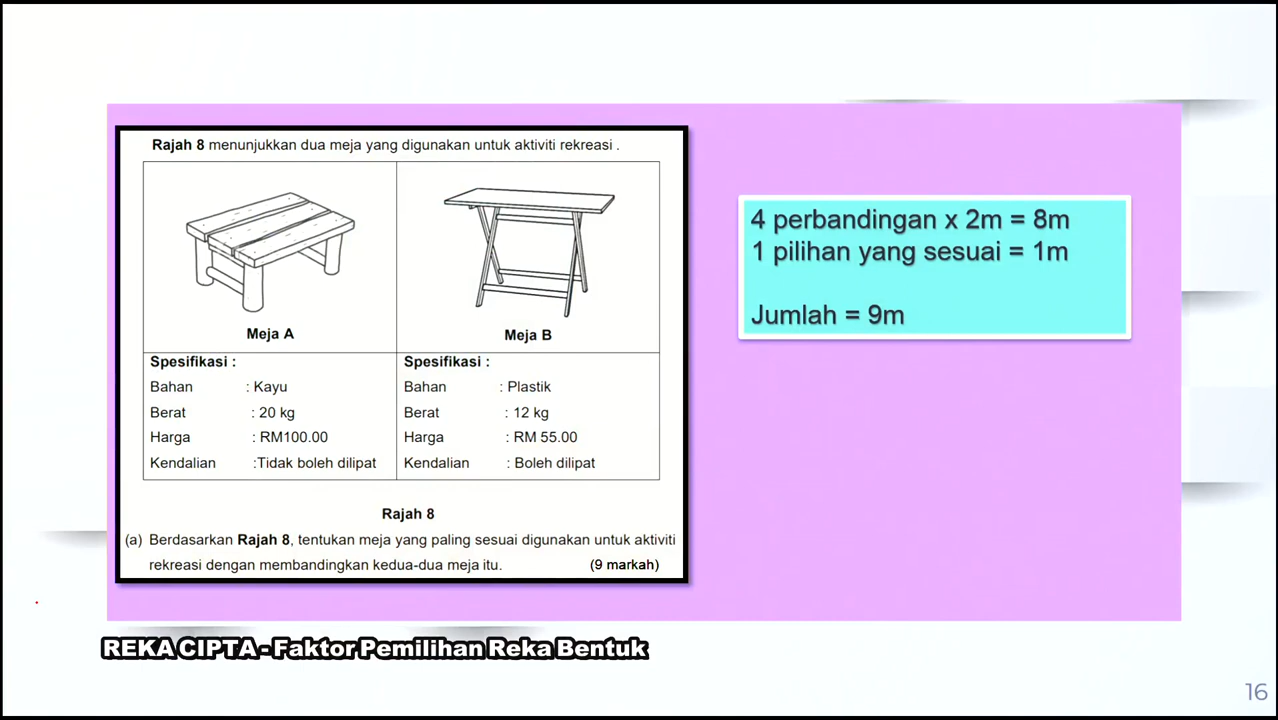 Rajah 8 menunjukkan dua meja yang digunakan untuk aktiviti rekreasi .
Meja A
Meja B
Spesifikasi :
Bahan : Kayu
Berat : 20 kg
Harga : RM100.00
Kendalian :Tidak boleh dilipat
Spesifikasi :
Bahan : Plastik
Berat : 12 kg
Harga : RM 55.00
Kendalian : Boleh dilipat
Rajah 8
(a) Berdasarkan Rajah 8, tentukan meja yang paling sesuai digunakan untuk aktiviti
rekreasi dengan membandingkan kedua-dua meja itu. (9 markah)
4 perbandingan x 2m = 8m
1 pilihan yang sesuai = 1m
Jumlah = 9m
REKA CIPTA - Faktor Pemilihan Reka Bentuk
16